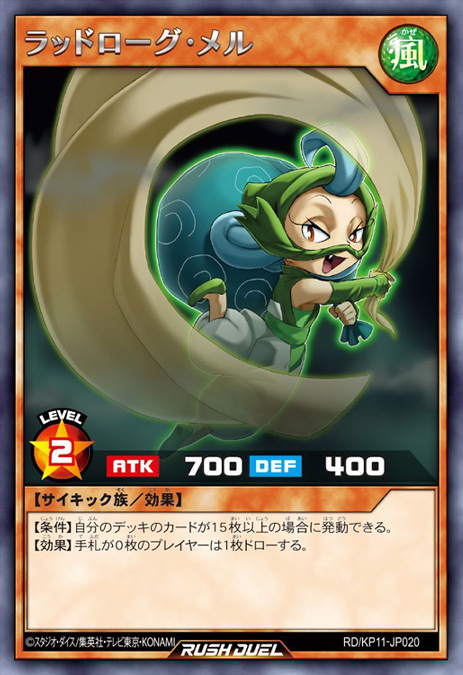 ラッドローグ・メル
かぜ
風
LEVEL
2
ATK 700 DEF 400
【サイキック族／効果】
【条件】自分のデッキのカードが15枚以上の場合に発動できる。
【効果】手札が0枚のプレイヤーは1枚ドローする。
©スタジオ・ダイス/集英社・テレビ東京・KONAMI
RUSH DUEL
RD/KP11-JP020